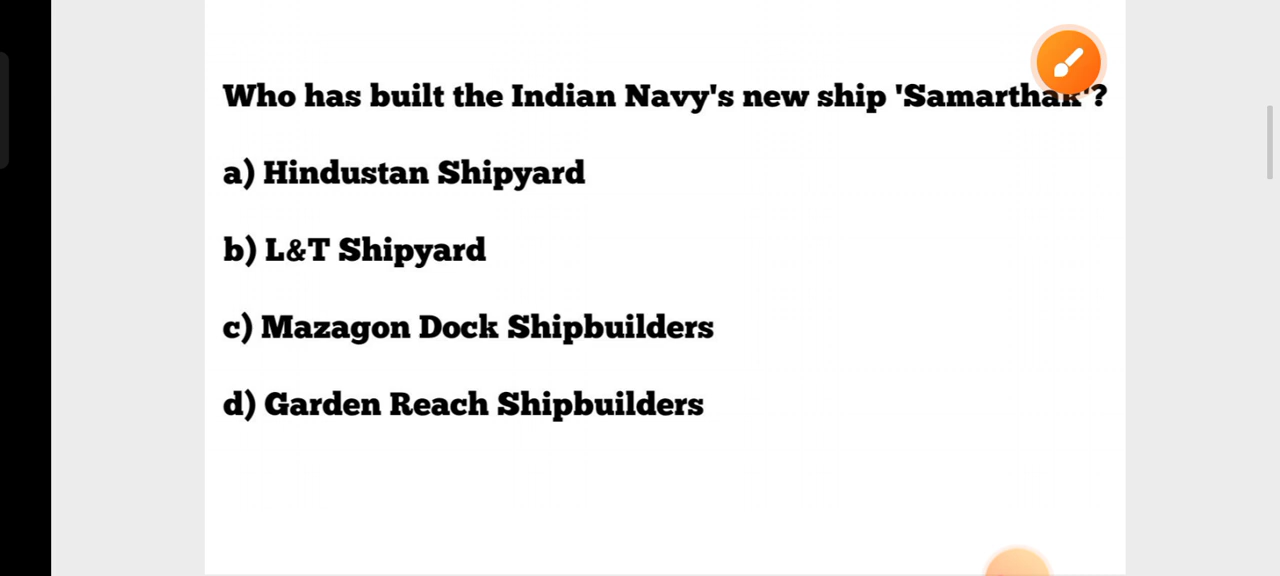 Who has built the Indian Navy's new ship 'Samarthak'?
a) Hindustan Shipyard
b) L&T Shipyard
c) Mazagon Dock Shipbuilders
d) Garden Reach Shipbuilders